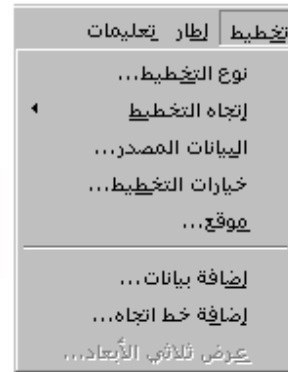 تخطيط إطار تعليمات
نوع التخطيط...
إتجاه التخطيط
البيانات المصدر...
خيارات التخطيط...
موقع...
إضافة بيانات...
إضافة خط اتجاه...
عرض ثلاثي الأبعاد...